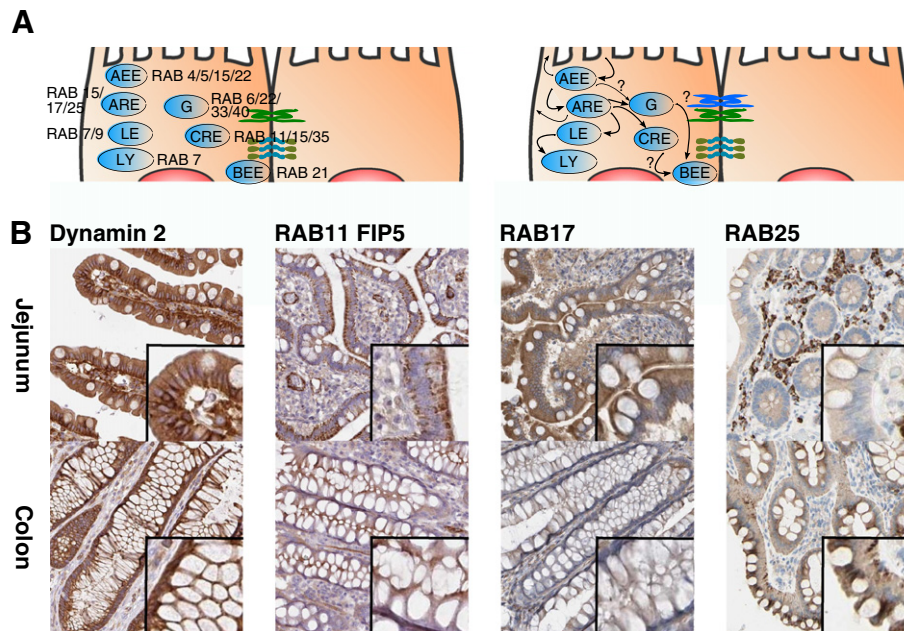 A
AEE RAB 4/5/15/22
RAB 15/
17/25
ARE
G
RAB 6/22/
33/40
RAB 7/9
LE
CRE
RAB 11/15/35
LY RAB 7
BEE RAB 21
AEE
?
ARE
G
?
LE
CRE
LY
?
BEE
B
Dynamin 2
RAB11 FIP5
RAB17
RAB25
Jejunum
Colon